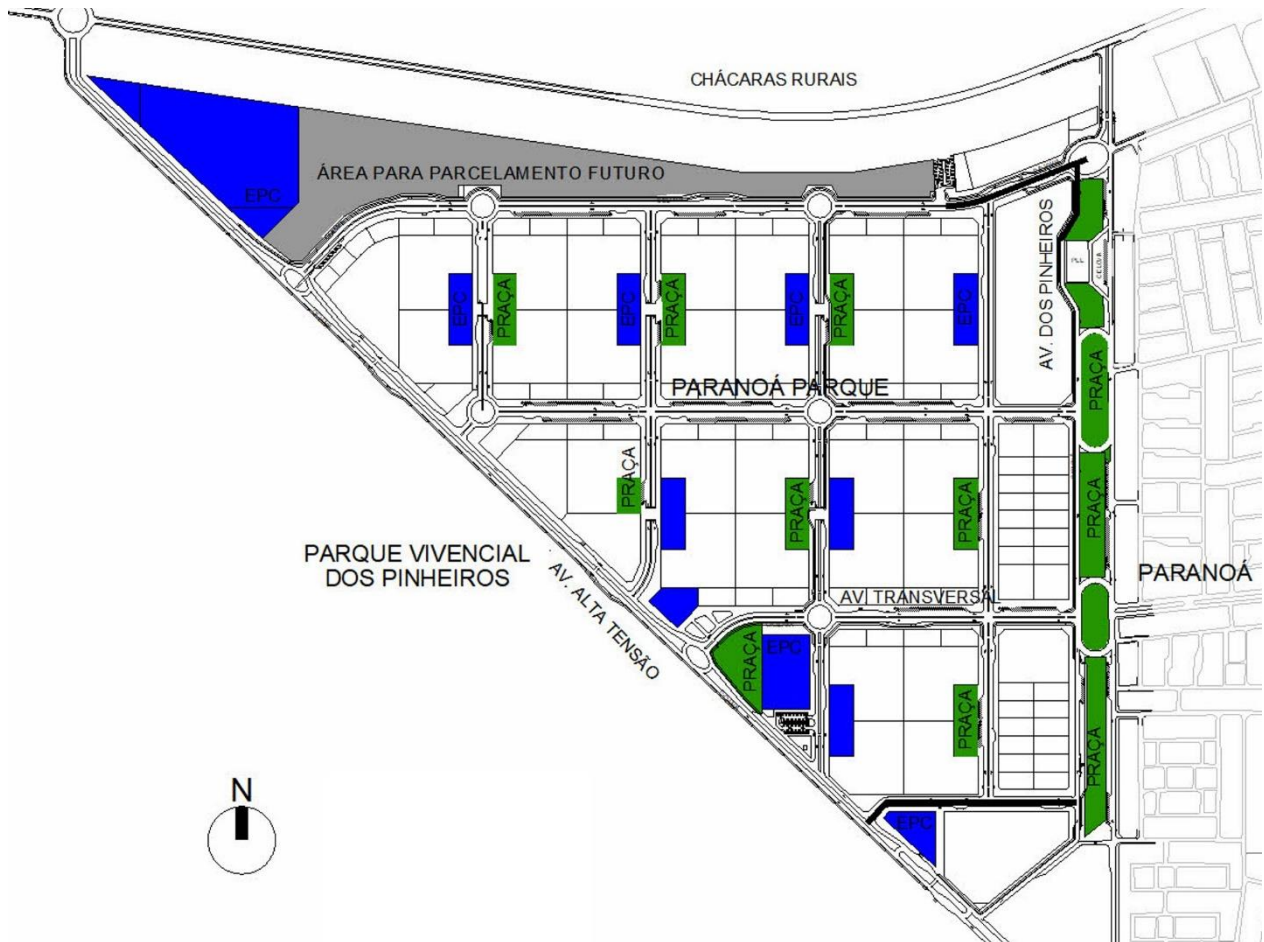 CHÁCARAS RURAIS
ÁREA PARA PARCELAMENTO FUTURO
EPC
AV. DOS PINHEIROS
PLL
EPC
PRAÇA
EPC
PRAÇA
EPC
PRAÇA
EPC
PRAÇA
PARANOÁ PARQUE
PRAÇA
PRAÇA
PRAÇA
PRAÇA
PARQUE VIVENCIAL
DOS PINHEIROS
AV. ALTA TENSÃO
PARANOÁ
AV. TRANSVERSAL
PRAÇA
EPC
PRAÇA
PRAÇA
N
EPC